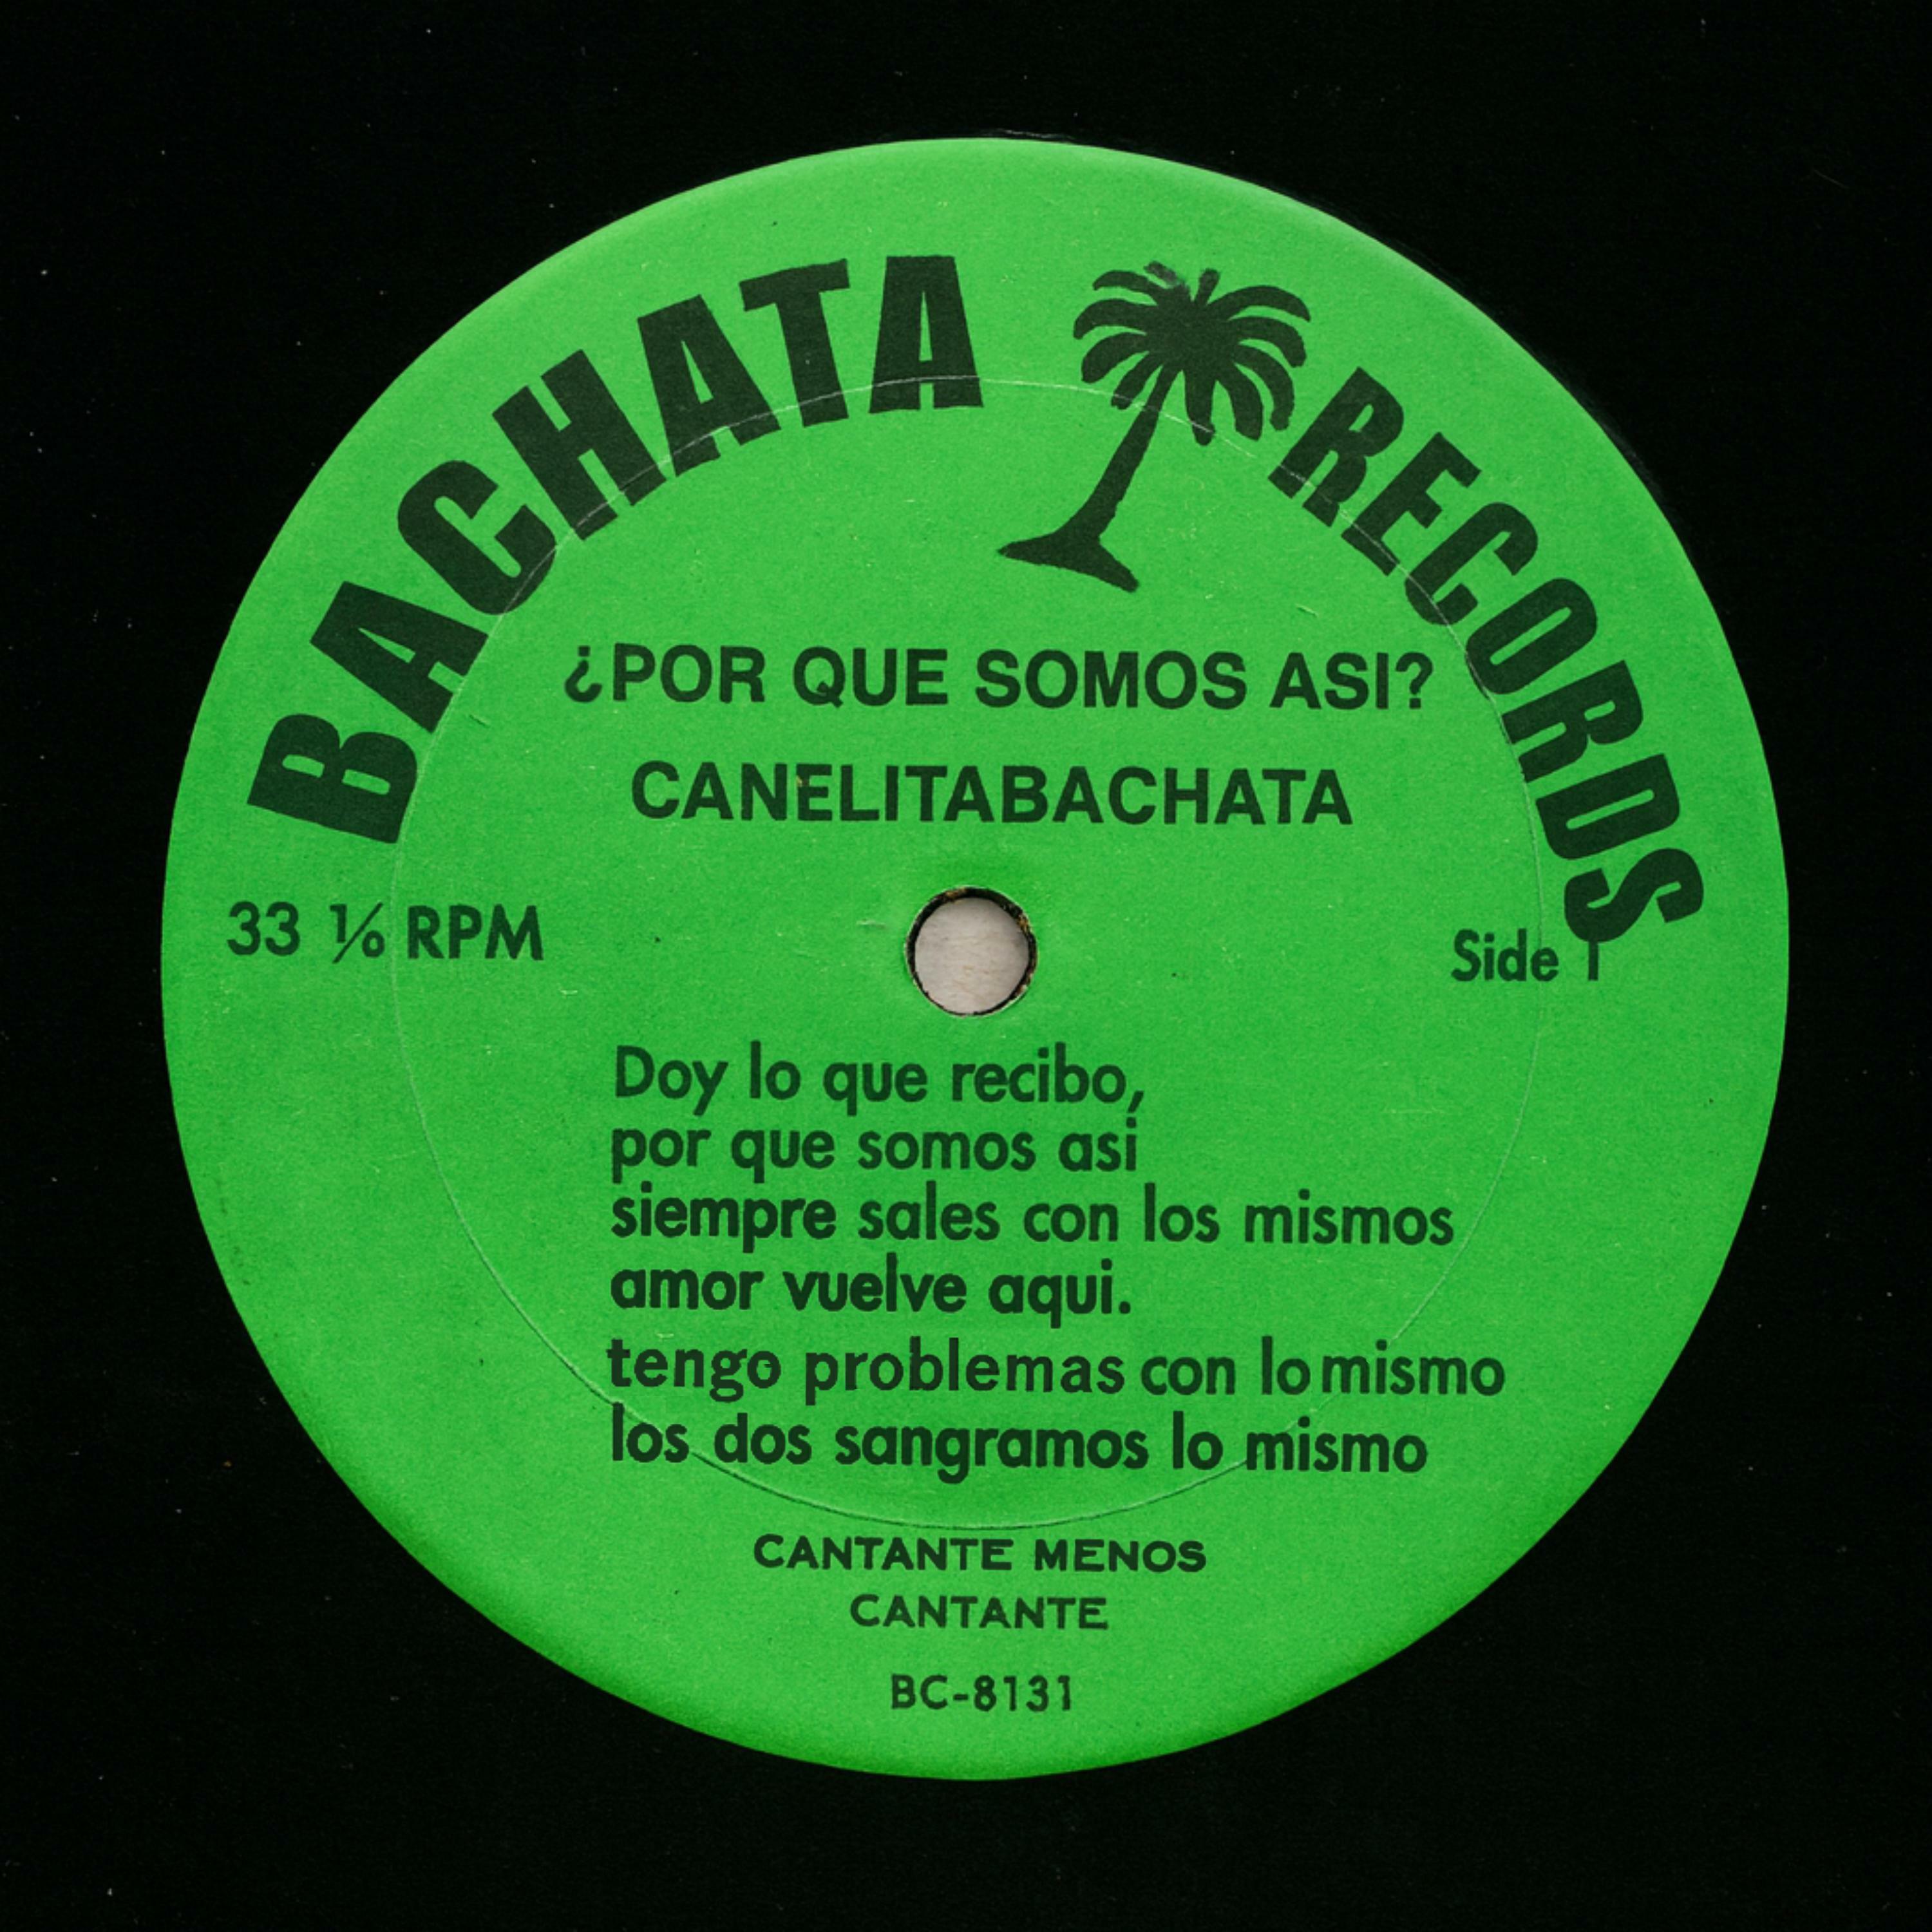 BACHATA RECORDS
¿POR QUE SOMOS ASI?
CANELITABACHATA
33 ⅓ RPM
Side 1
Doy lo que recibo,
por que somos asi
siempre sales con los mismos
amor vuelve aqui.
tengo problemas con lo mismo
los dos sangramos lo mismo
CANTANTE MENOS
CANTANTE
BC-8131